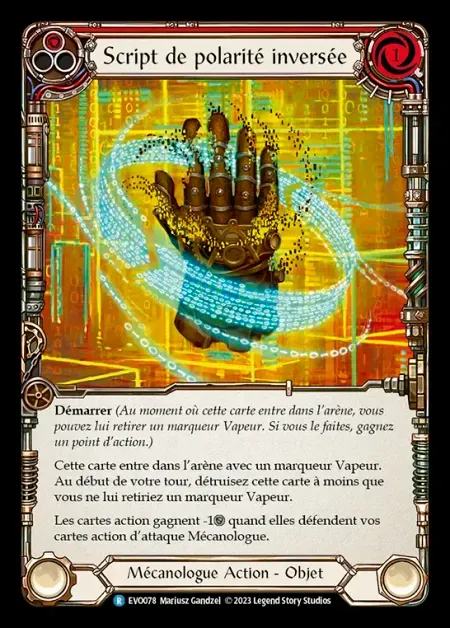 Script de polarité inversée
1
Démarrer (Au moment où cette carte entre dans l'arène, vous
pouvez lui retirer un marqueur Vapeur. Si vous le faites, gagnez
un point d'action.)
Cette carte entre dans l'arène avec un marqueur Vapeur.
Au début de votre tour, détruisez cette carte à moins que
vous ne lui retiriez un marqueur Vapeur.
Les cartes action gagnent -1 quand elles défendent vos
cartes action d'attaque Mécanologue.
Mécanologue Action - Objet
R EVO078 Mariusz Gandzel © 2023 Legend Story Studios